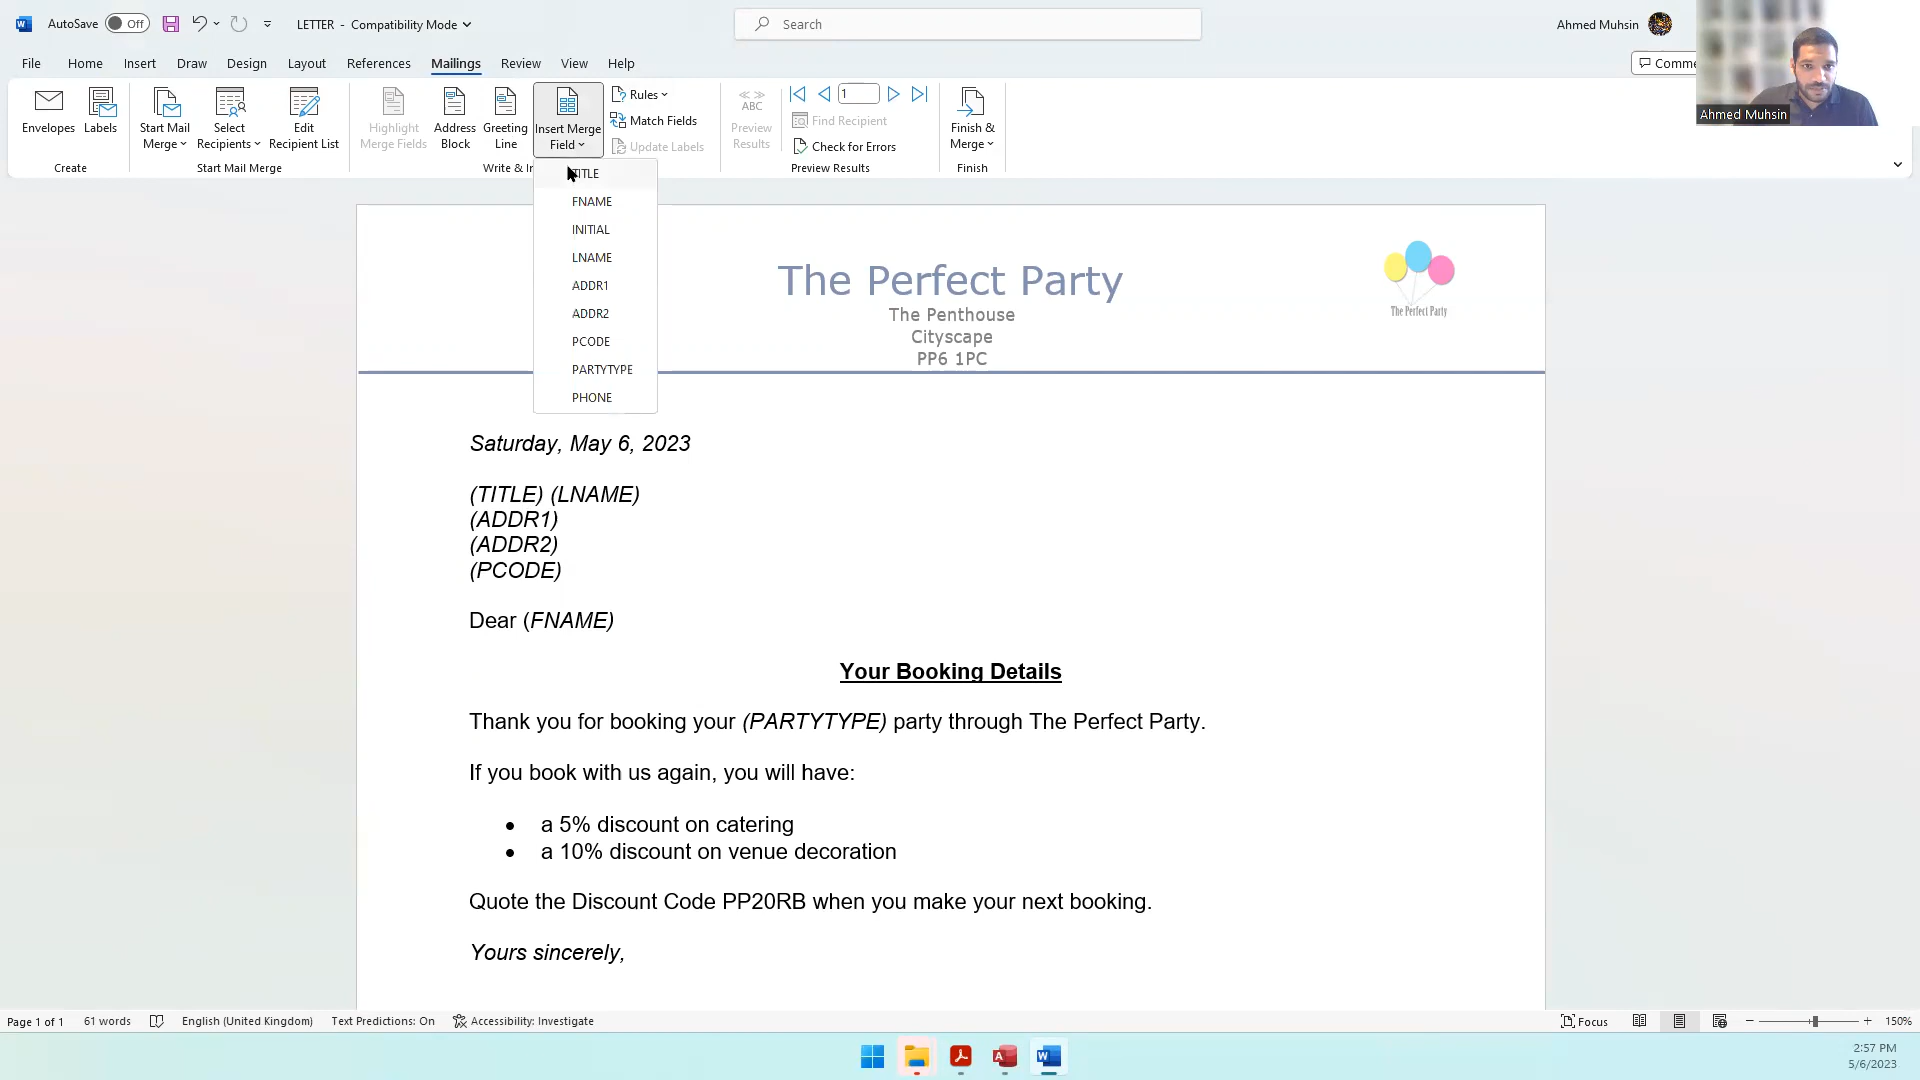 AutoSave Off LETTER - Compatibility Mode Search Ahmed Muhsin
File Home Insert Draw Design Layout References Mailings Review View Help
Envelopes Labels Start Mail Merge Select Recipients Edit Recipient List Highlight Merge Fields Address Block Greeting Line Insert Merge Field Rules Match Fields Update Labels
<< >> ABC Preview Results 1 Find Recipient Check for Errors Finish & Merge
Create Start Mail Merge Write & In Preview Results Finish
Comme
Ahmed Muhsin
TITLE
FNAME
INITIAL
LNAME
ADDR1
ADDR2
PCODE
PARTYTYPE
PHONE
The Perfect Party
The Penthouse
Cityscape
PP6 1PC
The Perfect Party
Saturday, May 6, 2023
(TITLE) (LNAME)
(ADDR1)
(ADDR2)
(PCODE)
Dear (FNAME)
Your Booking Details
Thank you for booking your (PARTYTYPE) party through The Perfect Party.
If you book with us again, you will have:
• a 5% discount on catering
• a 10% discount on venue decoration
Quote the Discount Code PP20RB when you make your next booking.
Yours sincerely,
Page 1 of 1 61 words English (United Kingdom) Text Predictions: On Accessibility: Investigate Focus 150%
2:57 PM
5/6/2023